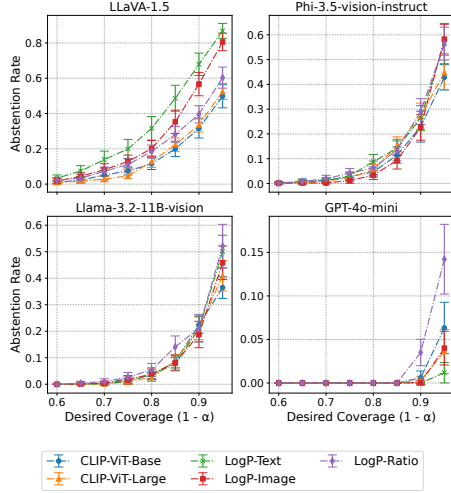 LLaVA-1.5
Phi-3.5-vision-instruct
Abstention Rate
0.8
0.6
0.4
0.2
0.0
0.6
0.5
0.4
0.3
0.2
0.1
0.0
Llama-3.2-11B-vision
GPT-4o-mini
Abstention Rate
0.6
0.5
0.4
0.3
0.2
0.1
0.0
0.15
0.10
0.05
0.00
0.6 0.7 0.8 0.9
0.6 0.7 0.8 0.9
Desired Coverage (1 - α)
Desired Coverage (1 - α)
CLIP-ViT-Base
LogP-Text
LogP-Ratio
CLIP-ViT-Large
LogP-Image